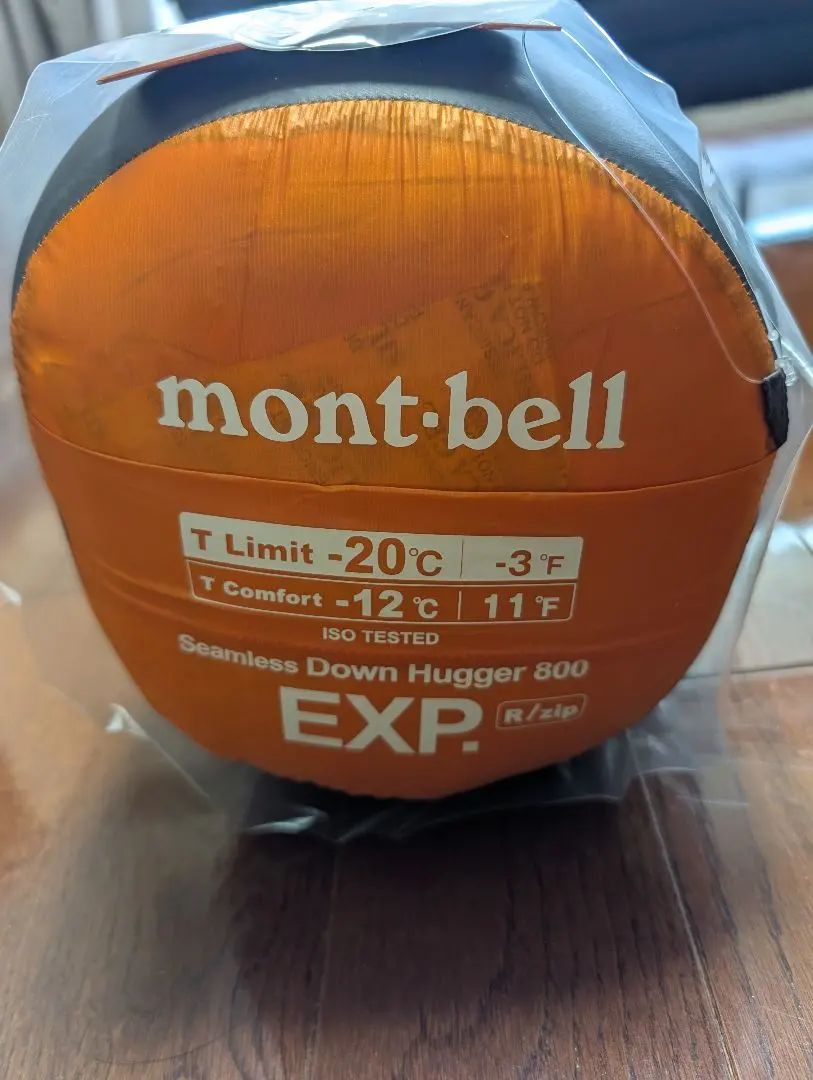 mont·bell
T Limit -20℃ | -3°F
T Comfort -12℃ | 11°F
ISO TESTED
Seamless Down Hugger 800
EXP. R/zip